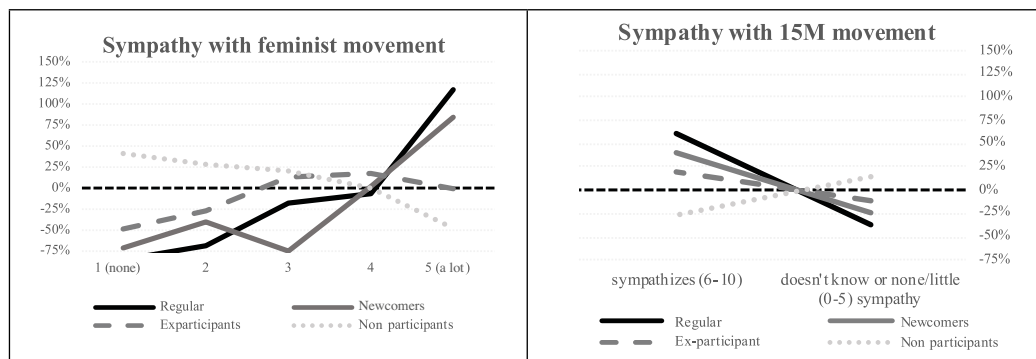 Sympathy with feminist movement
150%
125%
100%
75%
50%
25%
0%
-25%
-50%
-75%
1 (none) 2 3 4 5 (a lot)
Regular Newcomers
Exparticipants Non participants
Sympathy with 15M movement
150%
125%
100%
75%
50%
25%
0%
-25%
-50%
-75%
sympathizes (6-10) doesn't know or none/little
(0-5) sympathy
Regular Newcomers
Ex-participant Non participants